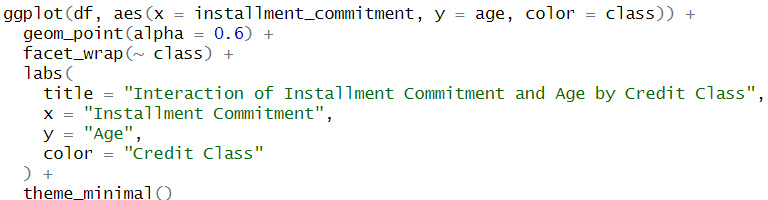 ggplot(df, aes(x = installment_commitment, y = age, color = class)) +
  geom_point(alpha = 0.6) +
  facet_wrap(~ class) +
  labs(
    title = "Interaction of Installment Commitment and Age by Credit Class",
    x = "Installment Commitment",
    y = "Age",
    color = "Credit Class"
  ) +
  theme_minimal()